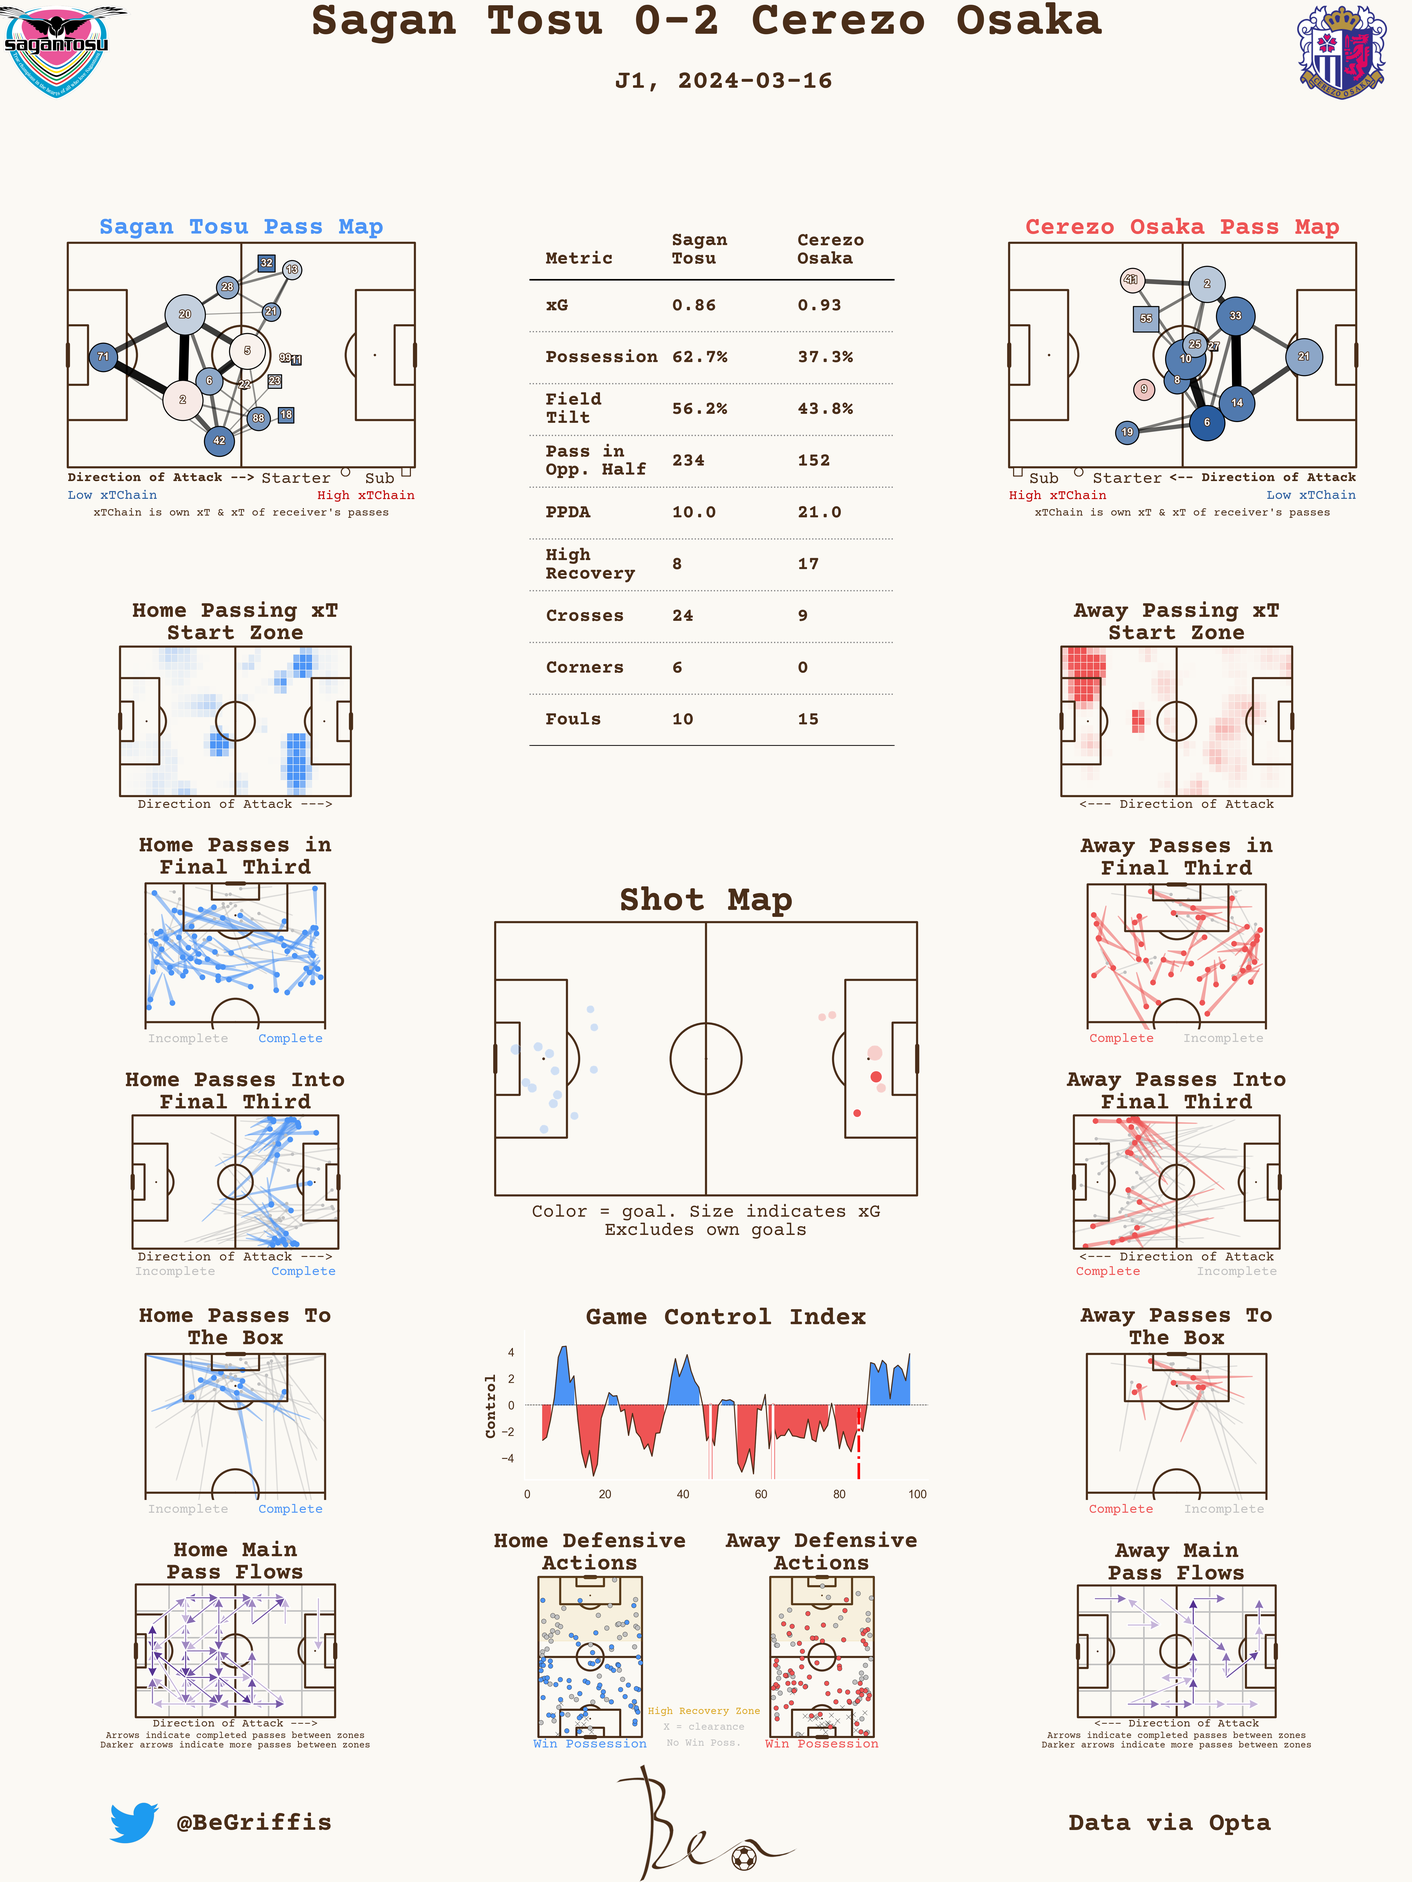 Sagan Tosu 0-2 Cerezo Osaka
J1, 2024-03-16
saganTosu
CEREZO OSAKA
Sagan Tosu Pass Map
32
13
28
21
20
71
5
99
11
6
22
23
2
88
18
42
Direction of Attack --> Starter Sub
Low xTChain High xTChain
xTChain is own xT & xT of receiver's passes
Metric Sagan Tosu Cerezo Osaka
xG 0.86 0.93
Possession 62.7% 37.3%
Field Tilt 56.2% 43.8%
Pass in Opp. Half 234 152
PPDA 10.0 21.0
High Recovery 8 17
Crosses 24 9
Corners 6 0
Fouls 10 15
Cerezo Osaka Pass Map
11
2
55
33
25
27
10
21
8
9
14
6
19
Sub Starter <-- Direction of Attack
High xTChain Low xTChain
xTChain is own xT & xT of receiver's passes
Home Passing xT
Start Zone
Direction of Attack --->
Away Passing xT
Start Zone
<--- Direction of Attack
Home Passes in
Final Third
Incomplete Complete
Away Passes in
Final Third
Complete Incomplete
Shot Map
Color = goal. Size indicates xG
Excludes own goals
Home Passes Into
Final Third
Direction of Attack --->
Incomplete Complete
Away Passes Into
Final Third
<--- Direction of Attack
Complete Incomplete
Home Passes To
The Box
Incomplete Complete
Game Control Index
Control
4
2
0
−2
−4
0 20 40 60 80 100
Away Passes To
The Box
Complete Incomplete
Home Main
Pass Flows
Direction of Attack --->
Arrows indicate completed passes between zones
Darker arrows indicate more passes between zones
Home Defensive
Actions
Win Possession
High Recovery Zone
X = clearance
No Win Poss.
Away Defensive
Actions
Win Possession
Away Main
Pass Flows
<--- Direction of Attack
Arrows indicate completed passes between zones
Darker arrows indicate more passes between zones
@BeGriffis
Ben
Data via Opta